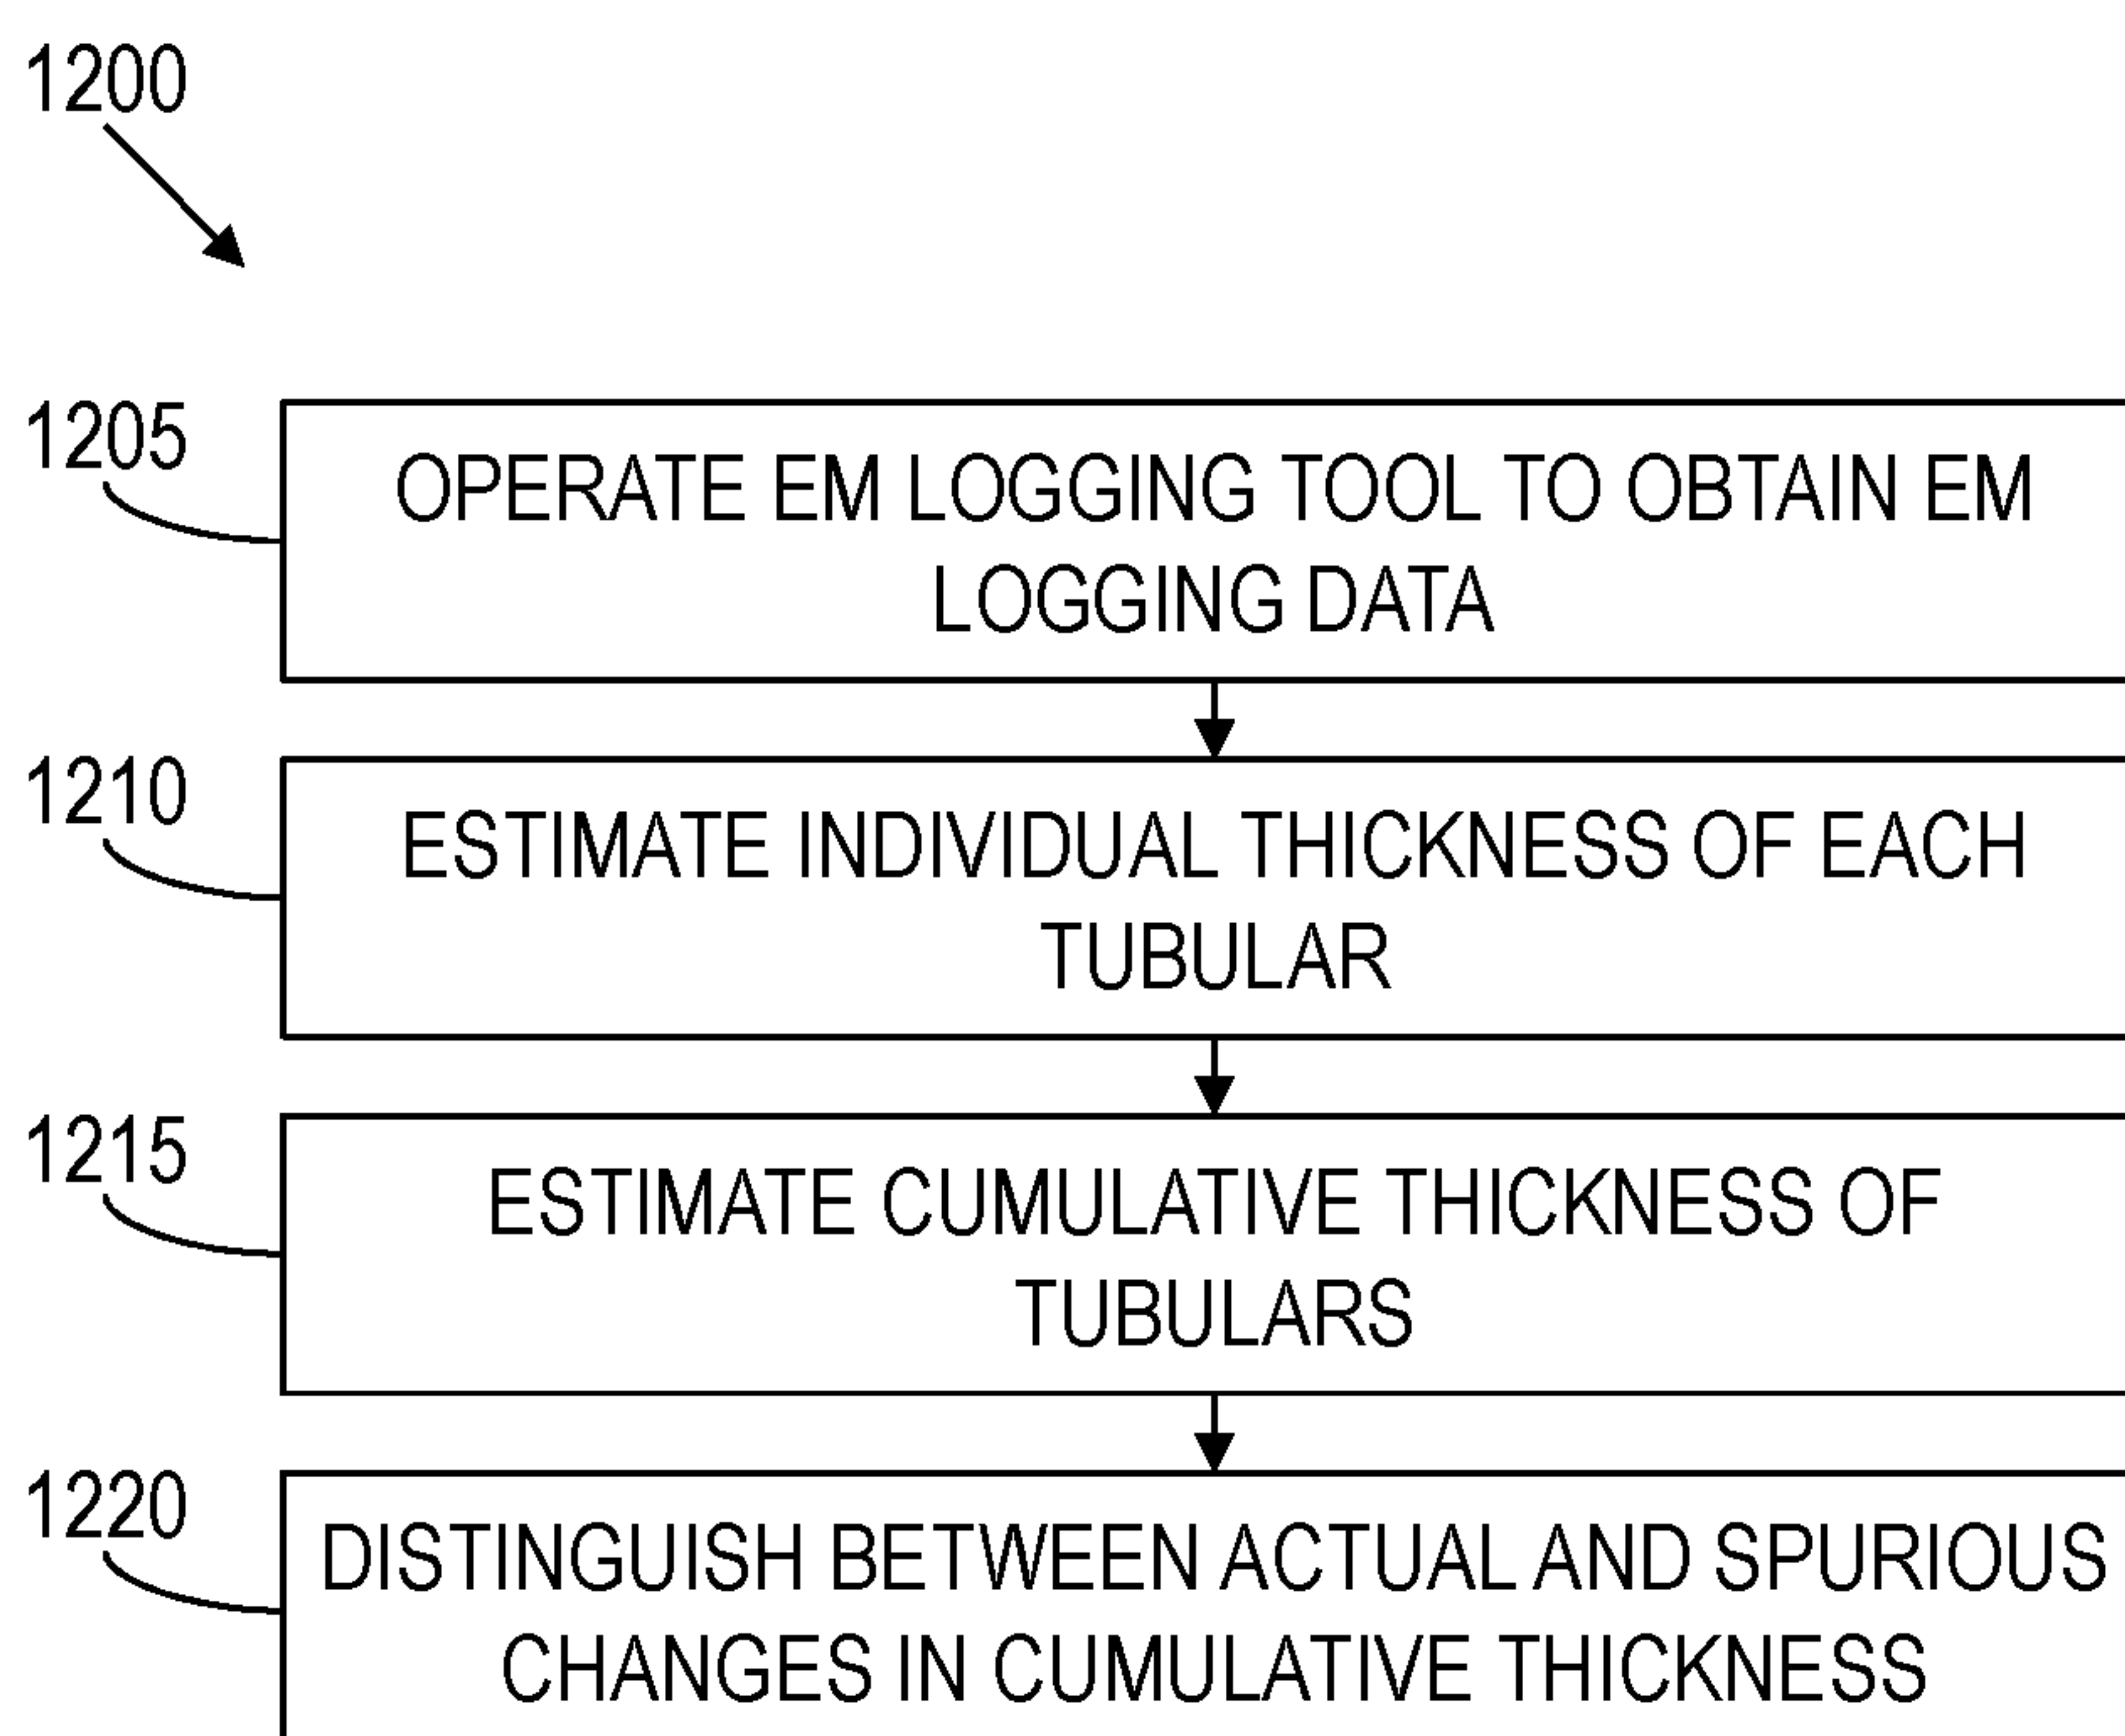 1200
1205
OPERATE EM LOGGING TOOL TO OBTAIN EM
LOGGING DATA
1210
ESTIMATE INDIVIDUAL THICKNESS OF EACH
TUBULAR
1215
ESTIMATE CUMULATIVE THICKNESS OF
TUBULARS
1220
DISTINGUISH BETWEEN ACTUAL AND SPURIOUS
CHANGES IN CUMULATIVE THICKNESS